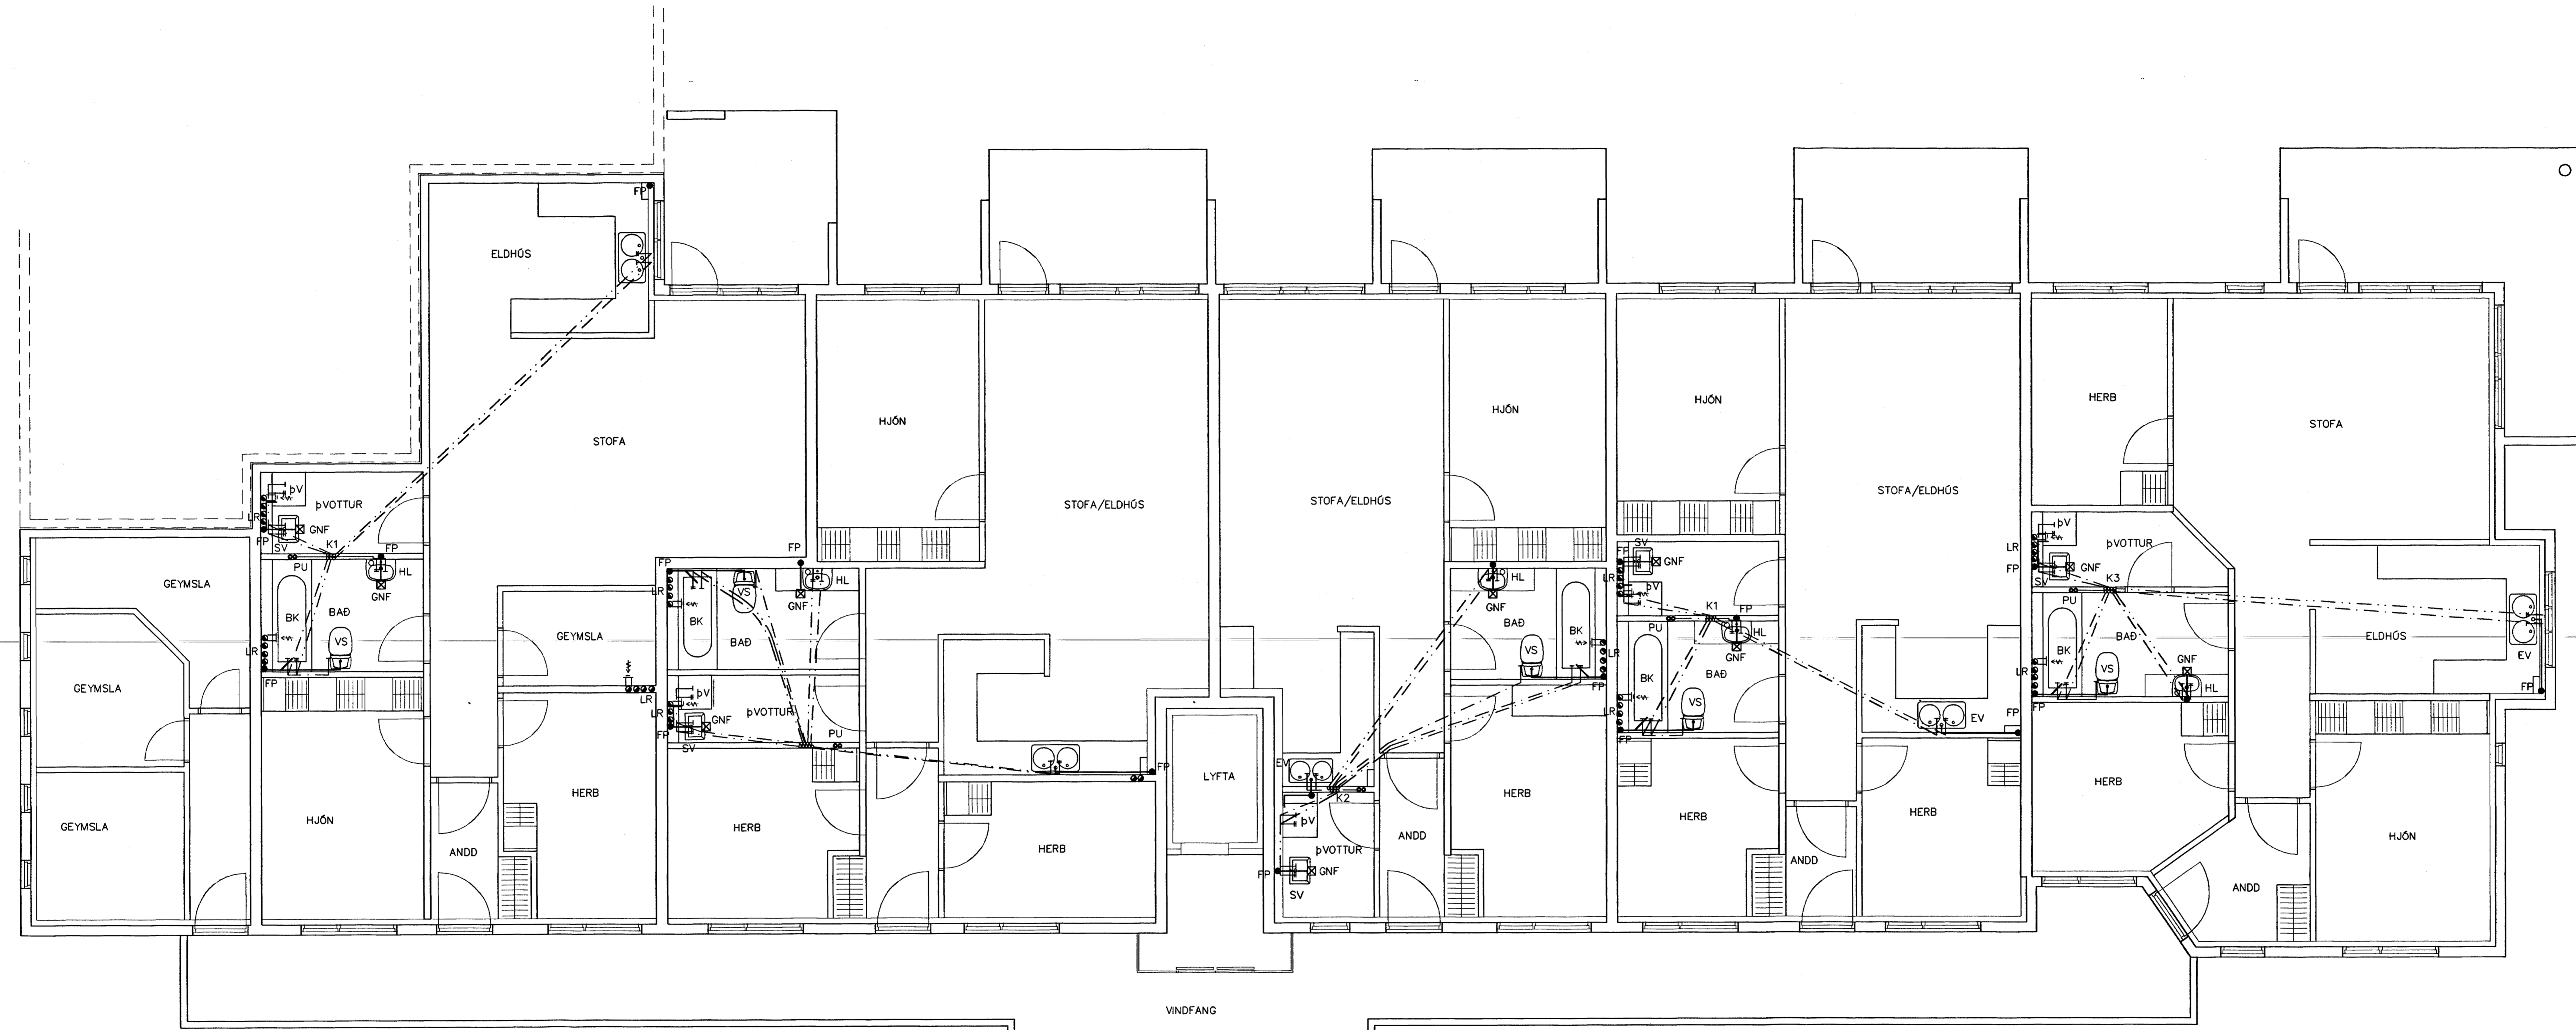 FP
ELDHÚS
STOFA
ÞV
ÞVOTTUR
LR
GNF
FP
SV
K1
FP
PU
HL
GNF
BAÐ
BK
VS
LR
FP
GEYMSLA
GEYMSLA
GEYMSLA
HJÓN
ANDD
GEYMSLA
LR
HERB
FP
LR
BK
VS
BAÐ
FP
HL
GNF
ÞV
LR
FP
GNF
SV
ÞVOTTUR
PU
HERB
HJÓN
STOFA/ELDHÚS
FP
HERB
LYFTA
STOFA/ELDHÚS
HJÓN
HL
GNF
BAÐ
VS
BK
LR
FP
EV
K2
ÞV
ÞVOTTUR
GNF
FP
SV
ANDD
HERB
HJÓN
SV
FP
GNF
LR
ÞV
K1
FP
PU
HL
GNF
BAÐ
BK
VS
LR
FP
HERB
STOFA/ELDHÚS
EV
FP
ANDD
HERB
HERB
STOFA
ÞV
LR
ÞVOTTUR
FP
GNF
SV
K3
PU
BAÐ
BK
VS
LR
GNF
HL
FP
ELDHÚS
EV
FP
HERB
HJÓN
ANDD
VINDFANG